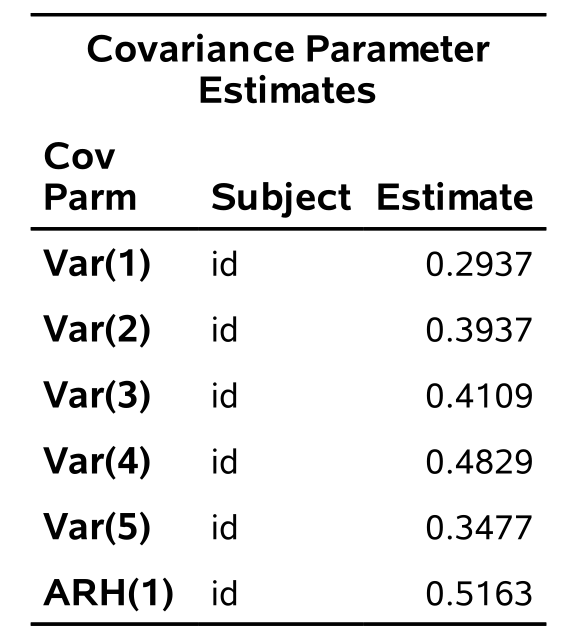 Covariance Parameter
Estimates
Cov
Parm Subject Estimate
Var(1) id 0.2937
Var(2) id 0.3937
Var(3) id 0.4109
Var(4) id 0.4829
Var(5) id 0.3477
ARH(1) id 0.5163